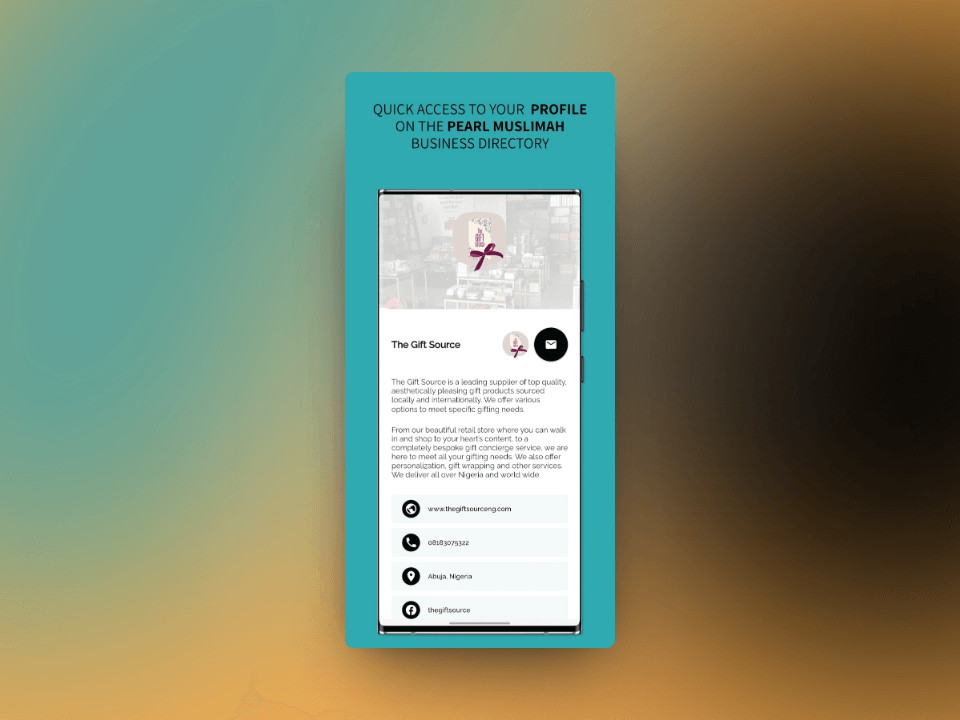 QUICK ACCESS TO YOUR PROFILE
ON THE PEARL MUSLIMAH
BUSINESS DIRECTORY
The
GIFT
The Gift Source
The Gift Source is a leading supplier of top quality,
aesthetically pleasing gift products sourced
locally and internationally. We offer various
options to meet specific gifting needs.
From our beautiful retail store where you can walk
in and shop to your heart's content, to a
completely bespoke gift concierge service, we are
here to meet all your gifting needs. We also offer
personalization, gift wrapping and other services.
We deliver all over Nigeria and world wide.
www.thegiftsourceng.com
08183075322
Abuja, Nigeria
thegiftsource